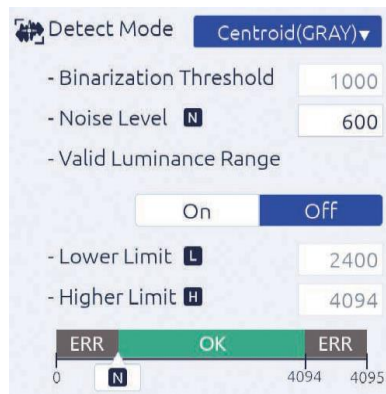 Detect Mode Centroid(GRAY)▼
- Binarization Threshold 1000
- Noise Level N 600
- Valid Luminance Range
On Off
- Lower Limit L 2400
- Higher Limit H 4094
ERR OK ERR
0 N 4094 4095